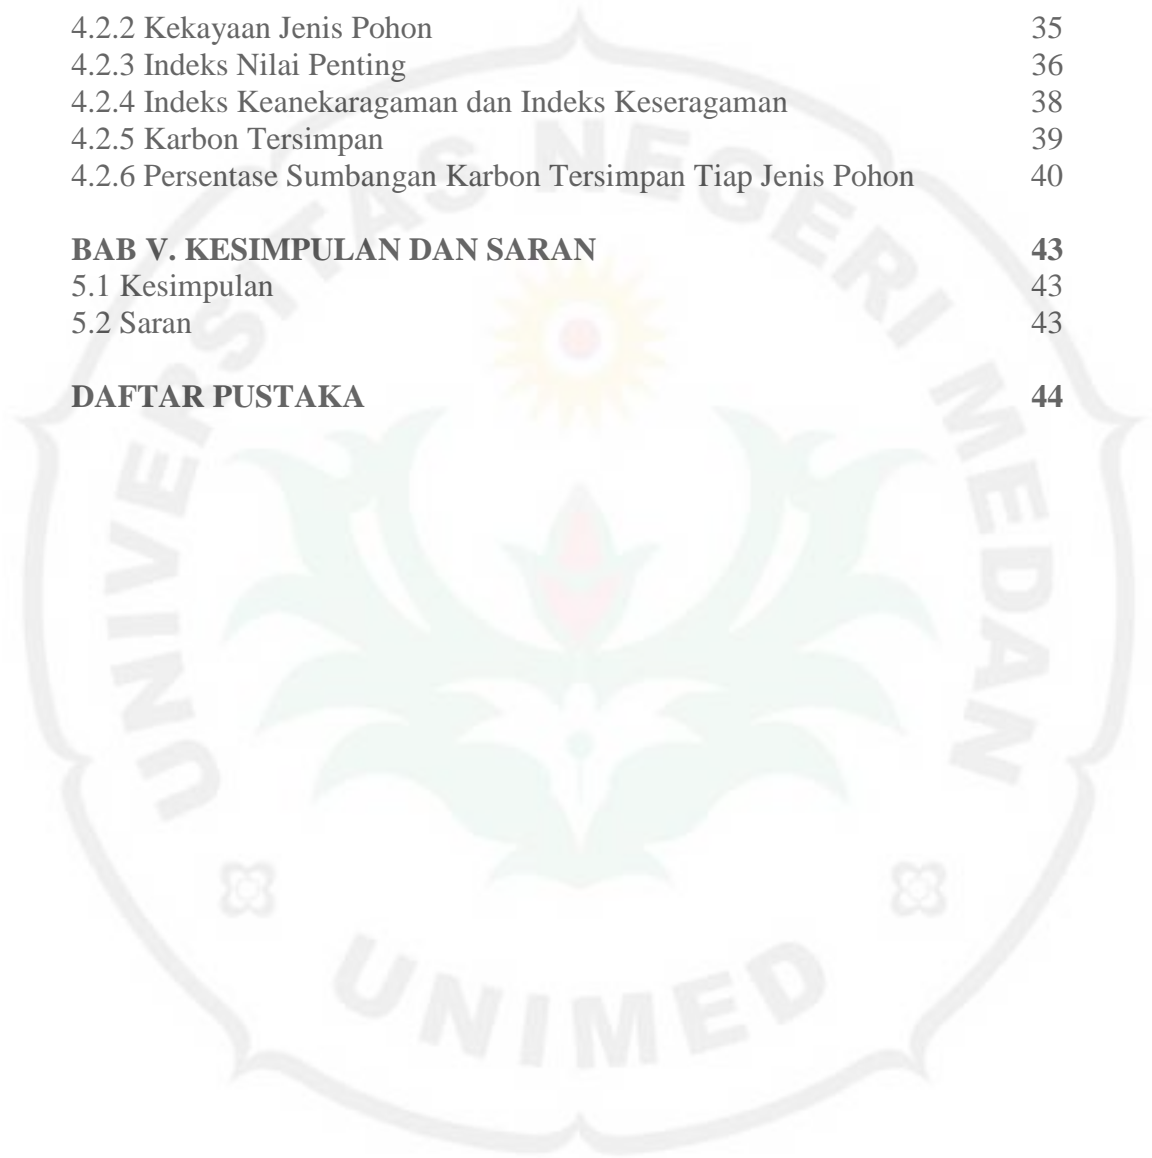 4.2.2 Kekayaan Jenis Pohon 35
4.2.3 Indeks Nilai Penting 36
4.2.4 Indeks Keanekaragaman dan Indeks Keseragaman 38
4.2.5 Karbon Tersimpan 39
4.2.6 Persentase Sumbangan Karbon Tersimpan Tiap Jenis Pohon 40
BAB V. KESIMPULAN DAN SARAN 43
5.1 Kesimpulan 43
5.2 Saran 43
DAFTAR PUSTAKA 44
UNIVERSITAS NEGERI MEDAN
UNIMED